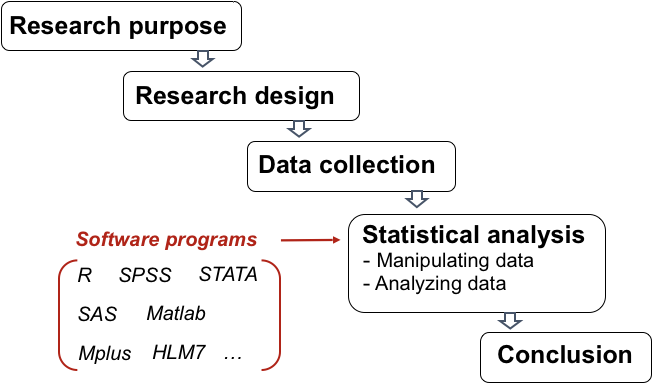 Research purpose
Research design
Data collection
Statistical analysis
- Manipulating data
- Analyzing data
Software programs
R SPSS STATA
SAS Matlab
Mplus HLM7 …
Conclusion